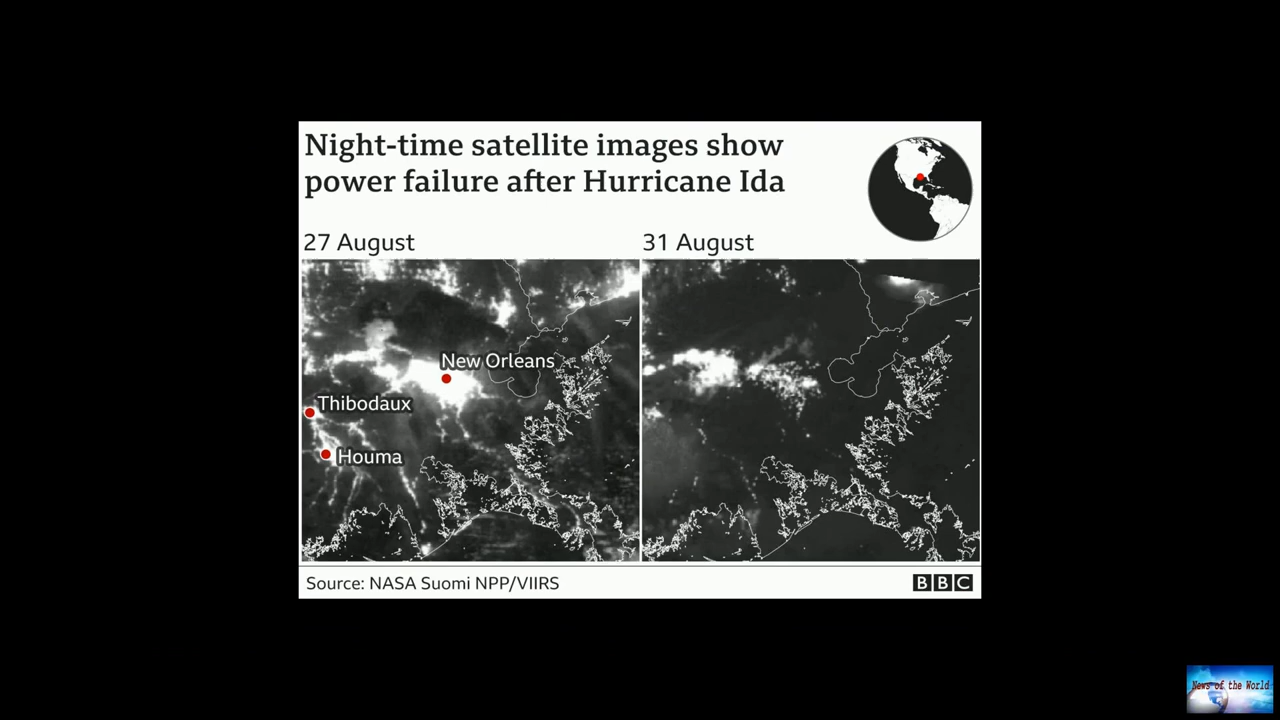 Night-time satellite images show
power failure after Hurricane Ida
27 August
31 August
New Orleans
Thibodaux
Houma
Source: NASA Suomi NPP/VIIRS
BBC
News of the World